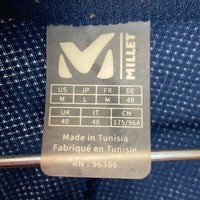 MILLET
US JP FR DE
M L M 48
UK IT CN
40 48 175/96A
Made in Tunisia
Fabriqué en Tunisie
RN : 96386